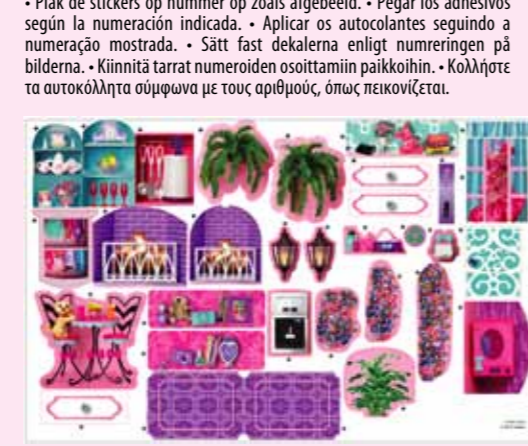 • Plak de stickers op nummer op zoals afgebeeld. • Pegar los adhesivos
según la numeración indicada. • Aplicar os autocolantes seguindo a
numeração mostrada. • Sätt fast dekalerna enligt numreringen på
bilderna. • Kiinnitä tarrat numeroiden osoittamiin paikkoihin. • Κολλήστε
τα αυτοκόλλητα σύμφωνα με τους αριθμούς, όπως πεικονίζεται.